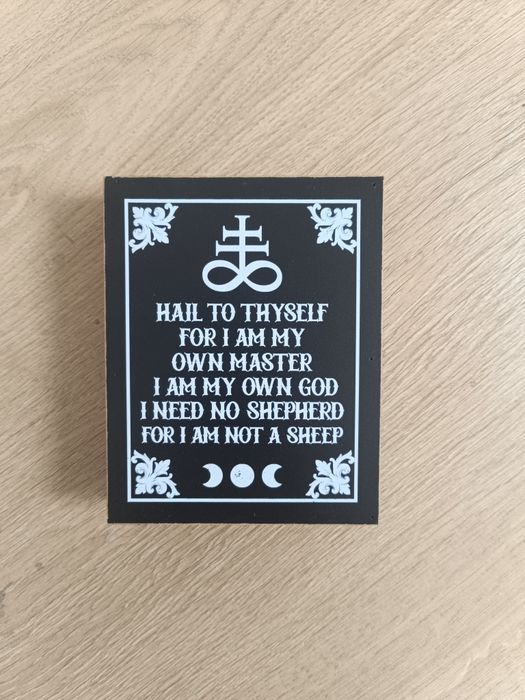 HAIL TO THYSELF
FOR I AM MY
OWN MASTER
I AM MY OWN GOD
I NEED NO SHEPHERD
FOR I AM NOT A SHEEP